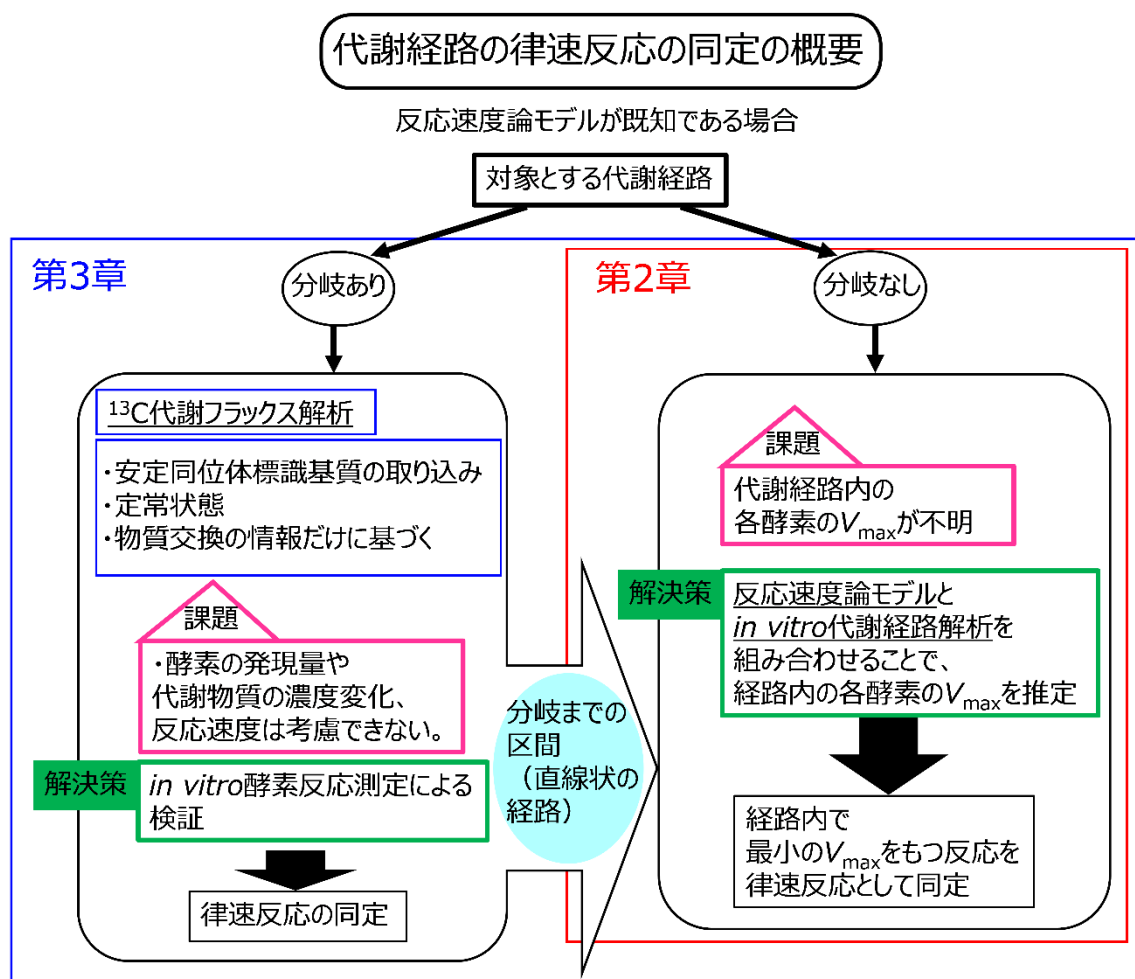 代謝経路の律速反応の同定の概要
反応速度論モデルが既知である場合
対象とする代謝経路
第3章
分岐あり
¹³C代謝フラックス解析
・安定同位体標識基質の取り込み
・定常状態
・物質交換の情報だけに基づく
課題
・酵素の発現量や
代謝物質の濃度変化、
反応速度は考慮できない。
解決策
in vitro酵素反応測定による
検証
律速反応の同定
分岐までの
区間
（直線状の
経路）
第2章
分岐なし
課題
代謝経路内の
各酵素のVmaxが不明
解決策
反応速度論モデルと
in vitro代謝経路解析を
組み合わせることで、
経路内の各酵素のVmaxを推定
経路内で
最小のVmaxをもつ反応を
律速反応として同定